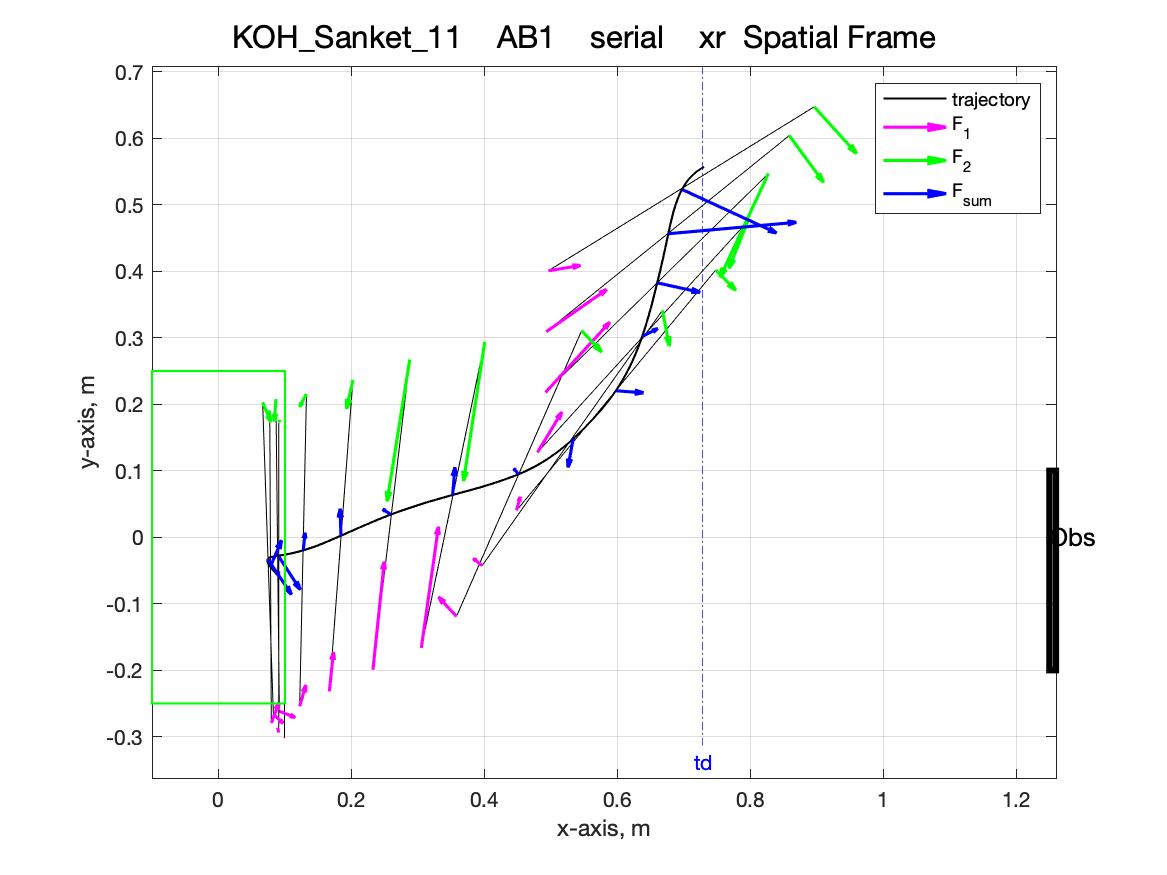 KOH_Sanket_11 AB1 serial xr Spatial Frame
trajectory
F1
F2
Fsum
0.7
0.6
0.5
0.4
0.3
0.2
0.1
0
-0.1
-0.2
-0.3
y-axis, m
Obs
td
0 0.2 0.4 0.6 0.8 1 1.2
x-axis, m